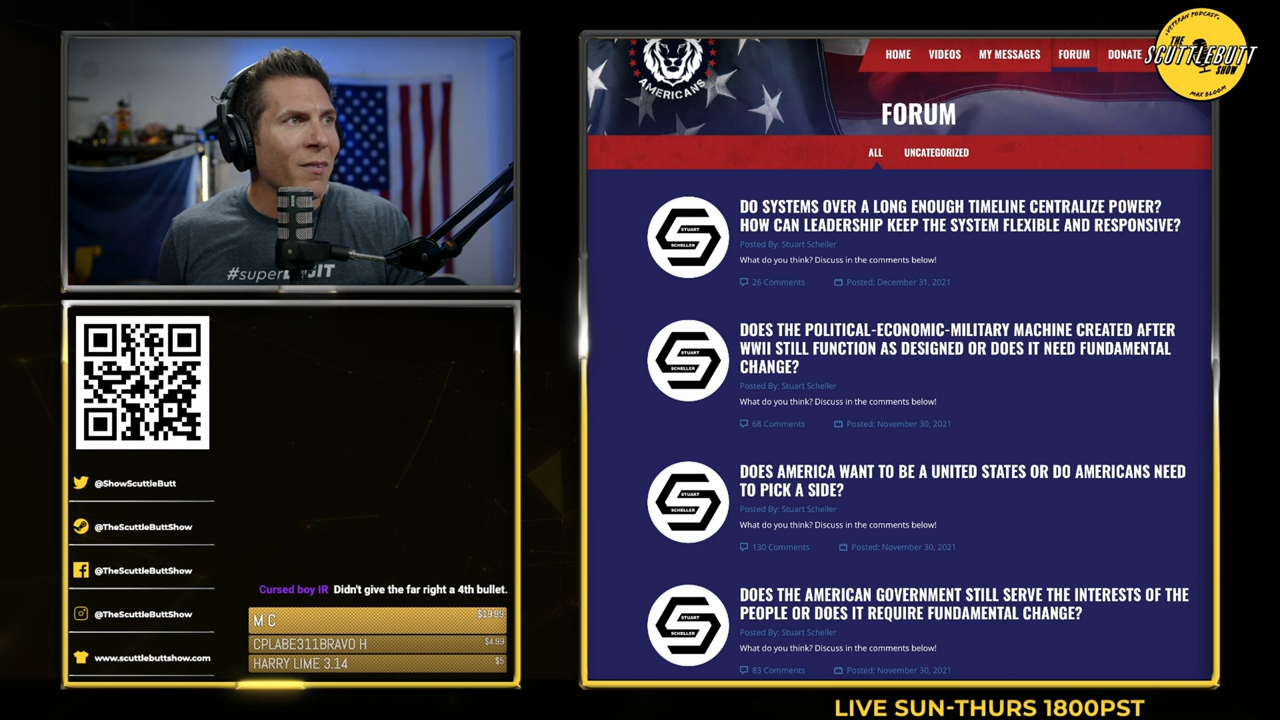 #super
@ShowScuttleButt
@TheScuttleButtShow
@TheScuttleButtShow
@TheScuttleButtShow
www.scuttlebuttshow.com
Cursed boy IR Didn't give the far right a 4th bullet.
M C $19.99
CPLABE311BRAVO H $4.99
HARRY LIME 3.14 $5
AMERICANS
HOME VIDEOS MY MESSAGES FORUM DONATE
VETERAN PODCAST
THE
SCUTTLEBUTT
SHOW
MAX BLOOM
FORUM
ALL UNCATEGORIZED
STUART
SCHELLER
DO SYSTEMS OVER A LONG ENOUGH TIMELINE CENTRALIZE POWER?
HOW CAN LEADERSHIP KEEP THE SYSTEM FLEXIBLE AND RESPONSIVE?
Posted By: Stuart Scheller
What do you think? Discuss in the comments below!
26 Comments Posted: December 31, 2021
STUART
SCHELLER
DOES THE POLITICAL-ECONOMIC-MILITARY MACHINE CREATED AFTER
WWII STILL FUNCTION AS DESIGNED OR DOES IT NEED FUNDAMENTAL
CHANGE?
Posted By: Stuart Scheller
What do you think? Discuss in the comments below!
68 Comments Posted: November 30, 2021
STUART
SCHELLER
DOES AMERICA WANT TO BE A UNITED STATES OR DO AMERICANS NEED
TO PICK A SIDE?
Posted By: Stuart Scheller
What do you think? Discuss in the comments below!
130 Comments Posted: November 30, 2021
STUART
SCHELLER
DOES THE AMERICAN GOVERNMENT STILL SERVE THE INTERESTS OF THE
PEOPLE OR DOES IT REQUIRE FUNDAMENTAL CHANGE?
Posted By: Stuart Scheller
What do you think? Discuss in the comments below!
83 Comments Posted: November 30, 2021
LIVE SUN-THURS 1800PST